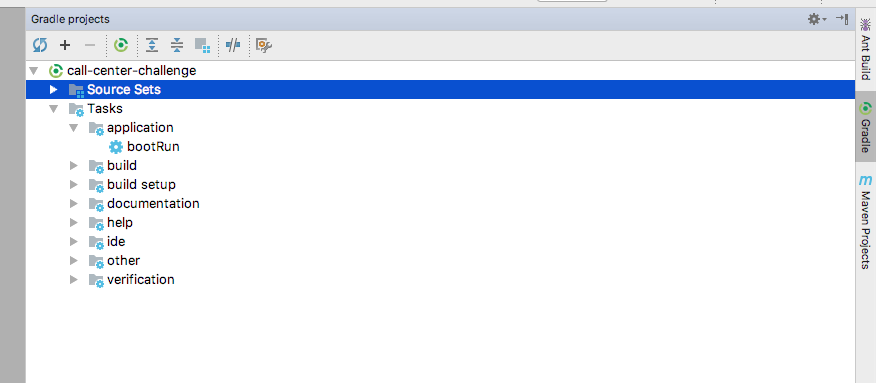 Gradle projects
call-center-challenge
Source Sets
Tasks
application
bootRun
build
build setup
documentation
help
ide
other
verification
Ant Build
Gradle
m
Maven Projects